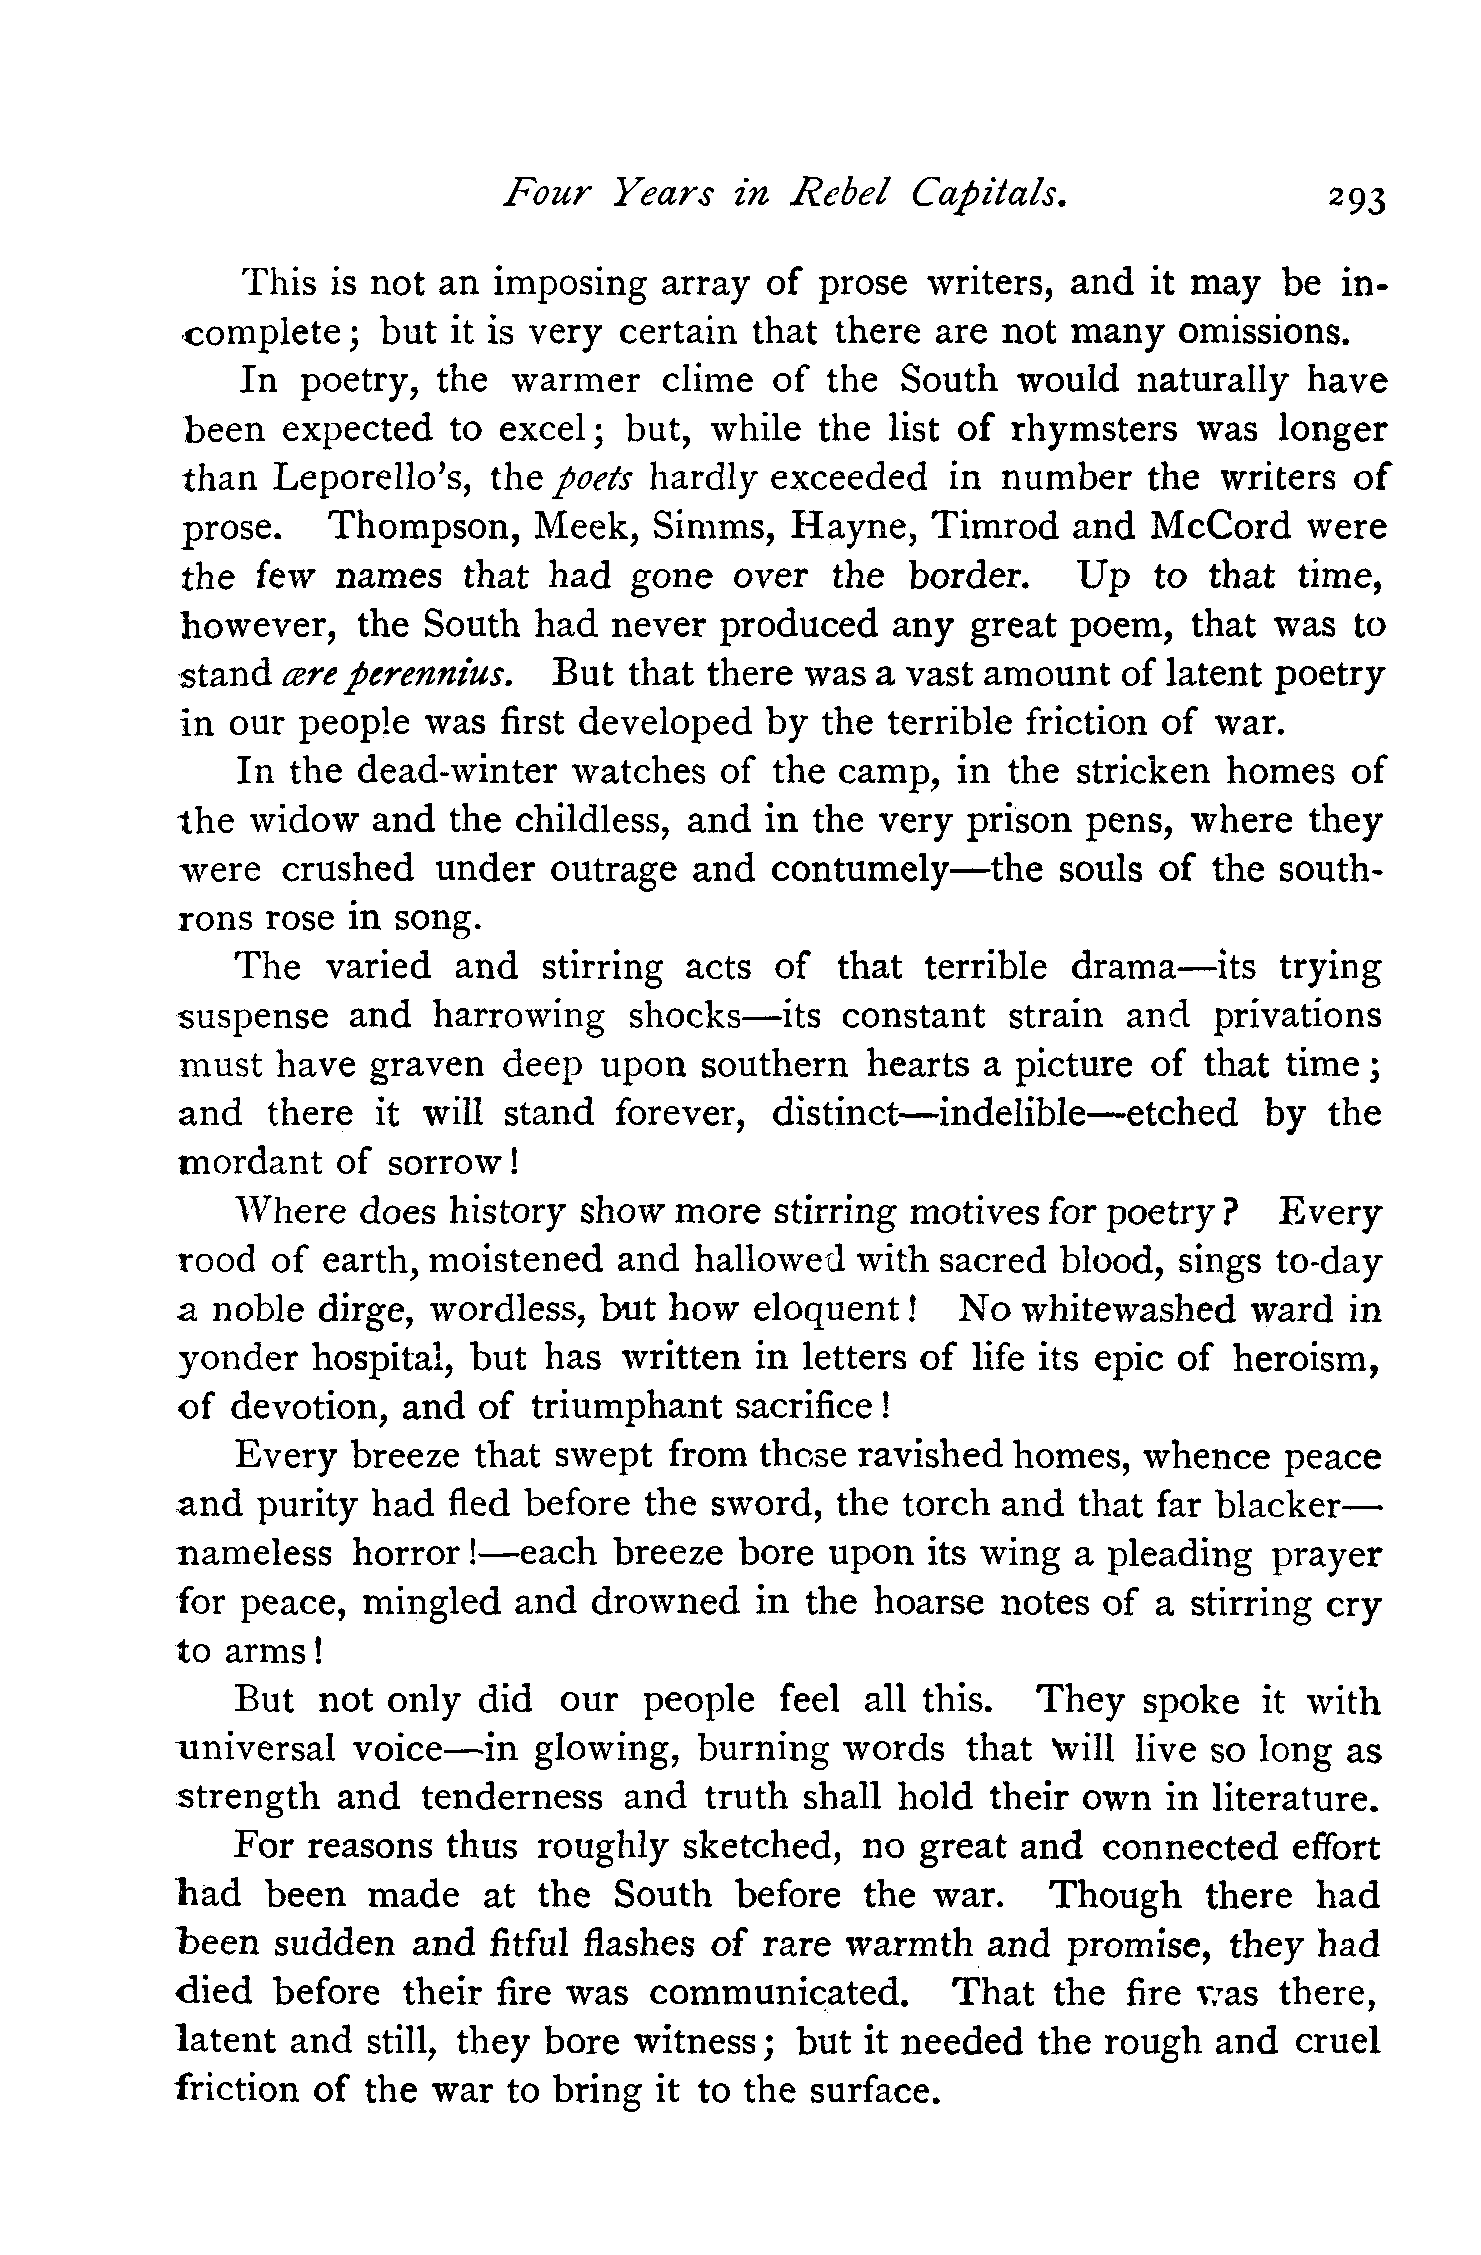 Four Years in Rebel Capitals. 293
This is not an imposing array of prose writers, and it may be in-
complete; but it is very certain that there are not many omissions.
In poetry, the warmer clime of the South would naturally have
been expected to excel; but, while the list of rhymsters was longer
than Leporello's, the poets hardly exceeded in number the writers of
prose. Thompson, Meek, Simms, Hayne, Timrod and McCord were
the few names that had gone over the border. Up to that time,
however, the South had never produced any great poem, that was to
stand ære perennius. But that there was a vast amount of latent poetry
in our people was first developed by the terrible friction of war.
In the dead-winter watches of the camp, in the stricken homes of
the widow and the childless, and in the very prison pens, where they
were crushed under outrage and contumely—the souls of the south-
rons rose in song.
The varied and stirring acts of that terrible drama—its trying
suspense and harrowing shocks—its constant strain and privations
must have graven deep upon southern hearts a picture of that time;
and there it will stand forever, distinct—indelible—etched by the
mordant of sorrow!
Where does history show more stirring motives for poetry? Every
rood of earth, moistened and hallowed with sacred blood, sings to-day
a noble dirge, wordless, but how eloquent! No whitewashed ward in
yonder hospital, but has written in letters of life its epic of heroism,
of devotion, and of triumphant sacrifice!
Every breeze that swept from those ravished homes, whence peace
and purity had fled before the sword, the torch and that far blacker—
nameless horror!—each breeze bore upon its wing a pleading prayer
for peace, mingled and drowned in the hoarse notes of a stirring cry
to arms!
But not only did our people feel all this. They spoke it with
universal voice—in glowing, burning words that will live so long as
strength and tenderness and truth shall hold their own in literature.
For reasons thus roughly sketched, no great and connected effort
had been made at the South before the war. Though there had
been sudden and fitful flashes of rare warmth and promise, they had
died before their fire was communicated. That the fire was there,
latent and still, they bore witness; but it needed the rough and cruel
friction of the war to bring it to the surface.